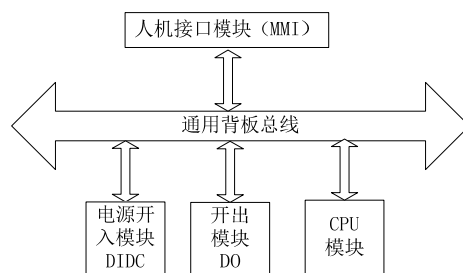 人机接口模块（MMI）
通用背板总线
电源开
入模块
DIDC
开出
模块
DO
CPU
模块